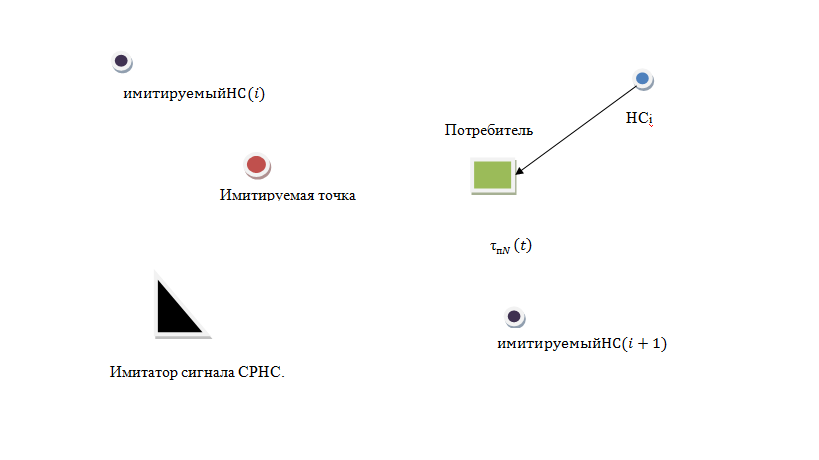 имитируемыйНС(i)
Потребитель
НСi
Имитируемая точка
τпN (t)
имитируемыйНС(i + 1)
Имитатор сигнала СРНС.